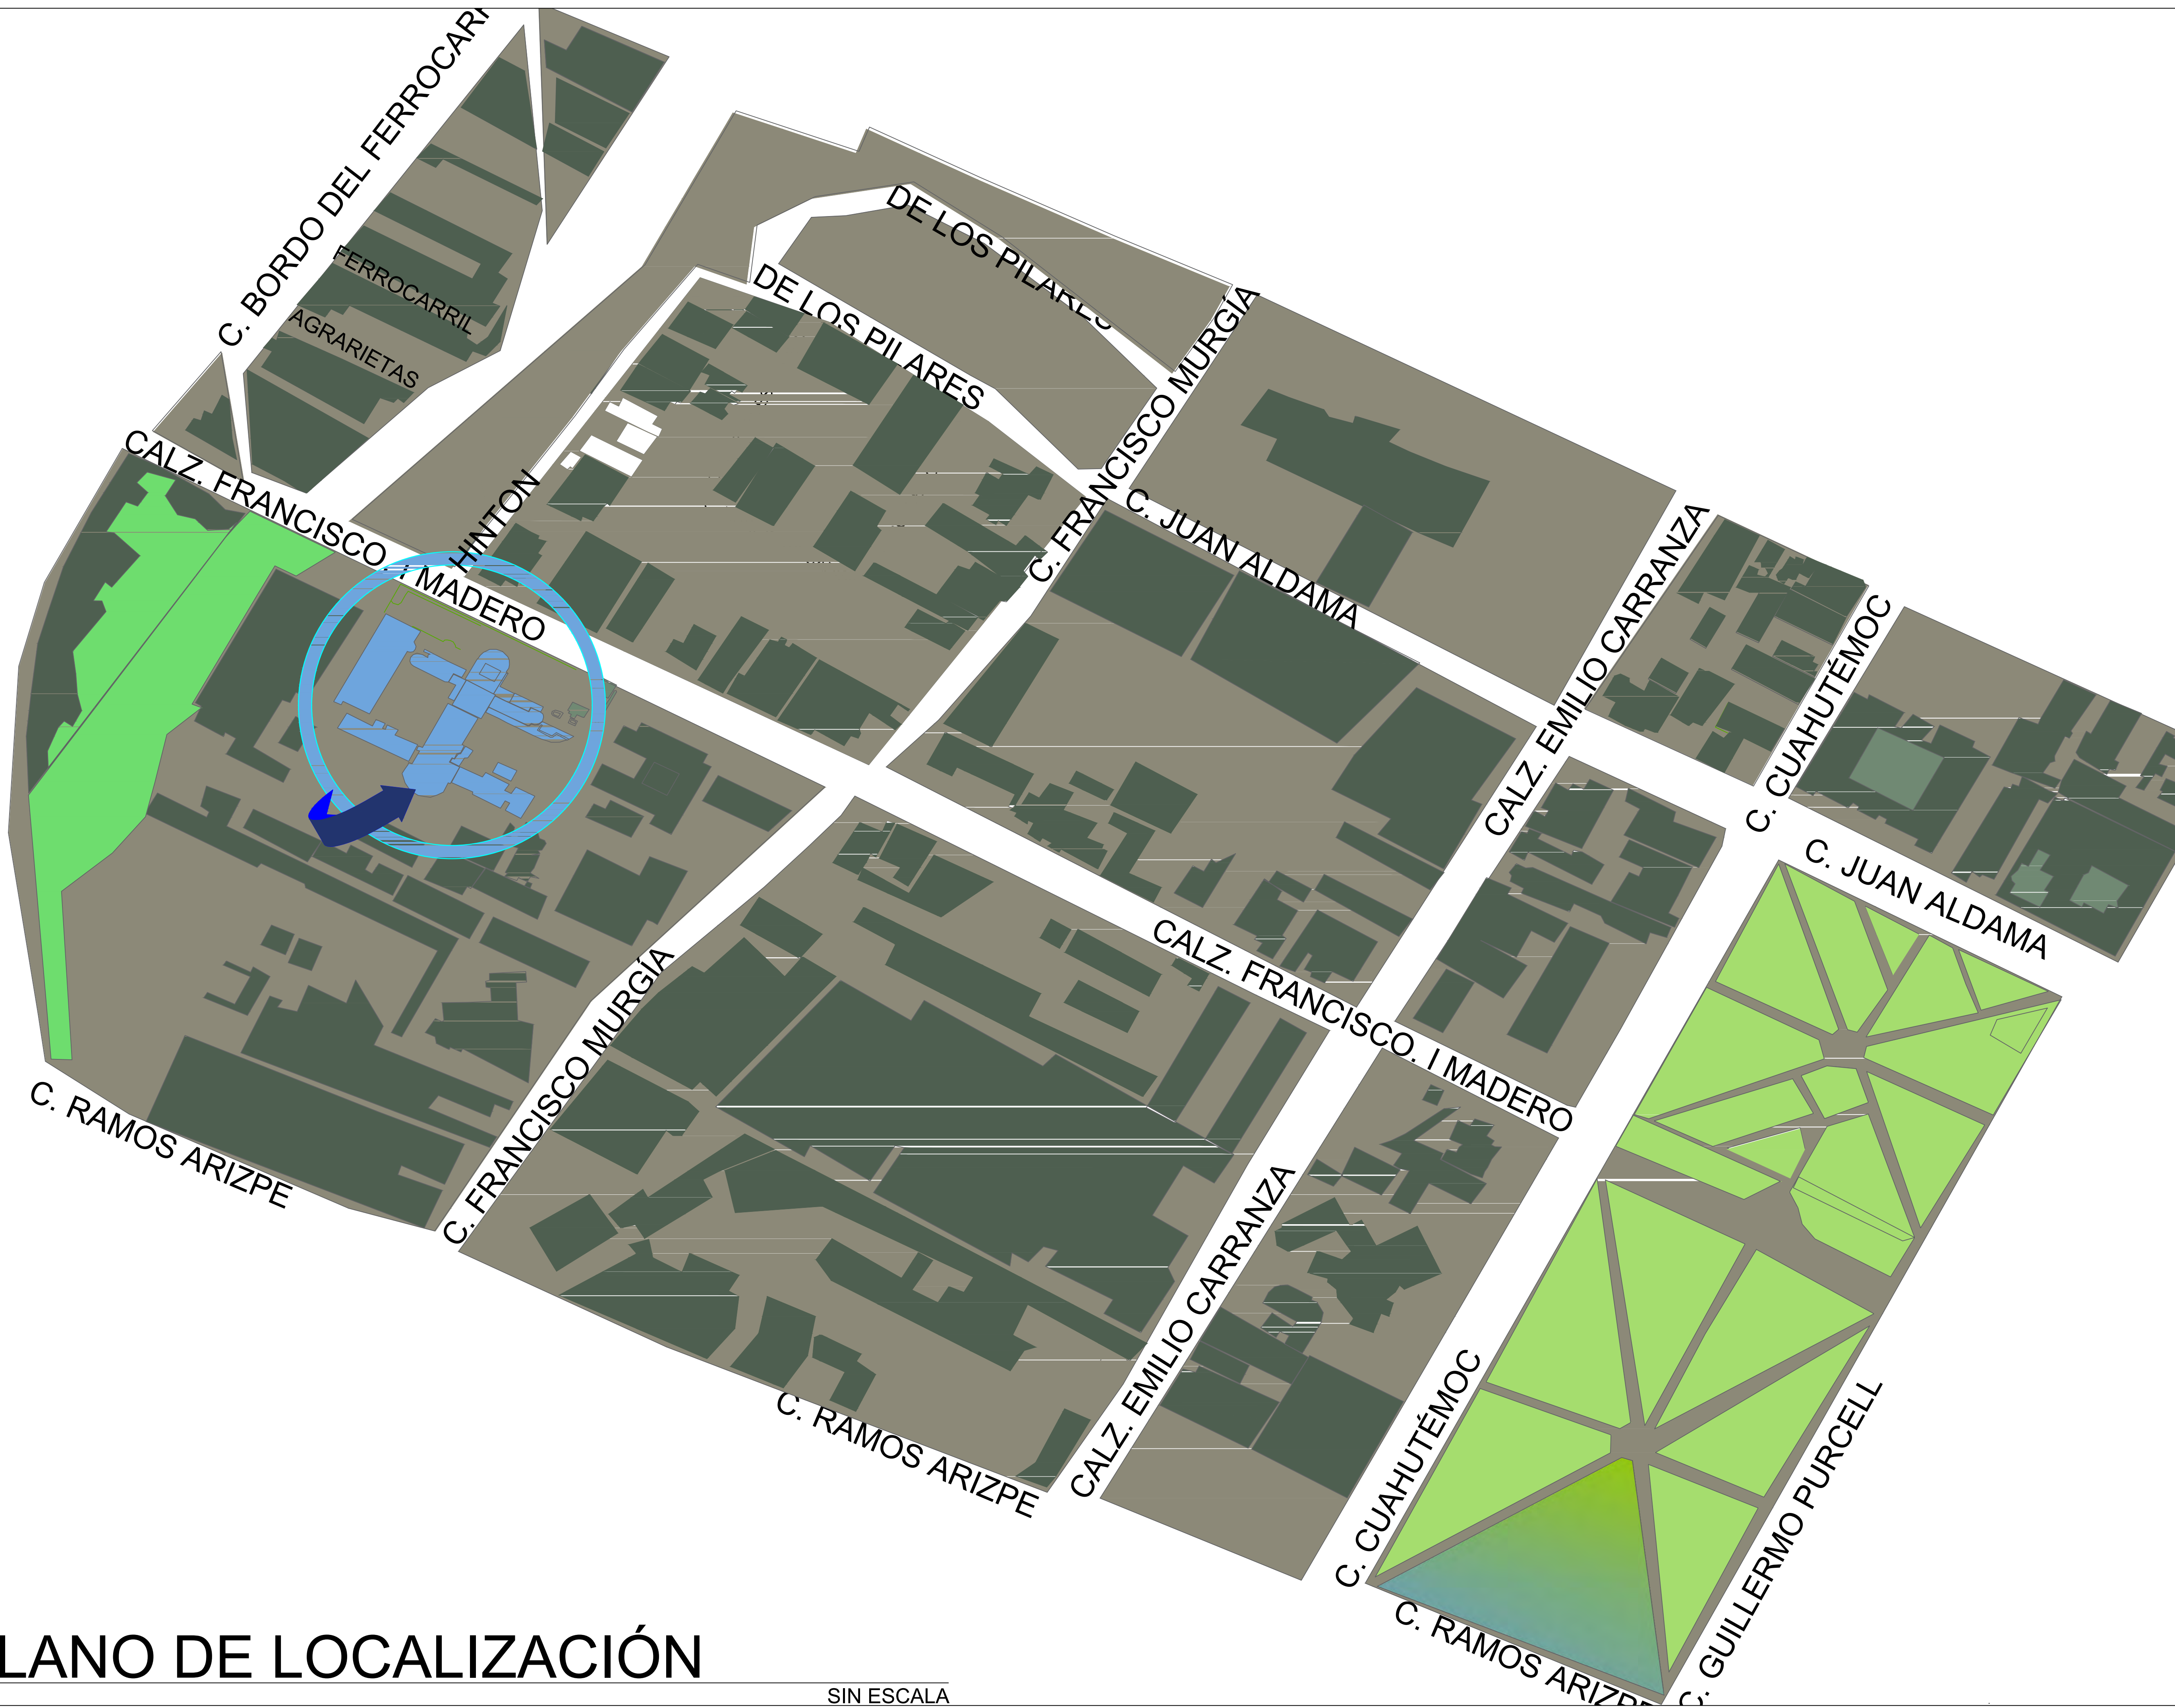 C. BORDO DEL FERROCARR
FERROCARRIL
AGRARIETAS
DE LOS PILARES
DE LOS PILARES
C. FRANCISCO MURGÍA
CALZ. FRANCISCO I MADERO
HINTON
C. JUAN ALDAMA
CALZ. EMILIO CARRANZA
C. CUAHUTÉMOC
C. JUAN ALDAMA
CALZ. FRANCISCO. I MADERO
C. FRANCISCO MURGÍA
C. RAMOS ARIZPE
CALZ. EMILIO CARRANZA
C. RAMOS ARIZPE
C. CUAHUTÉMOC
C. GUILLERMO PURCELL
C. RAMOS ARIZPE
LANO DE LOCALIZACIÓN
SIN ESCALA